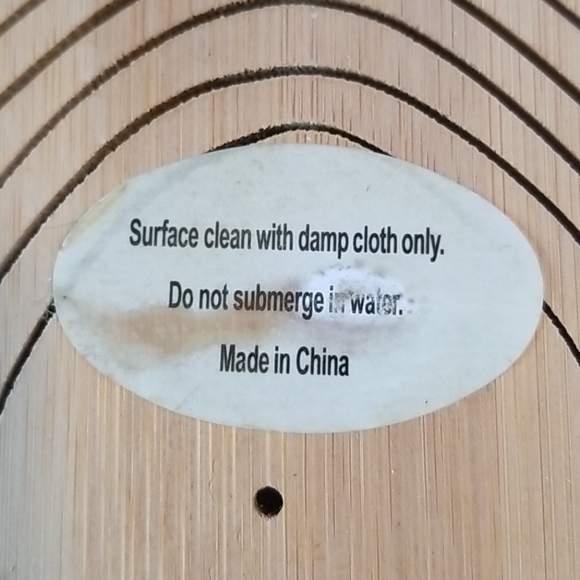 Surface clean with damp cloth only.
Do not submerge in water.
Made in China